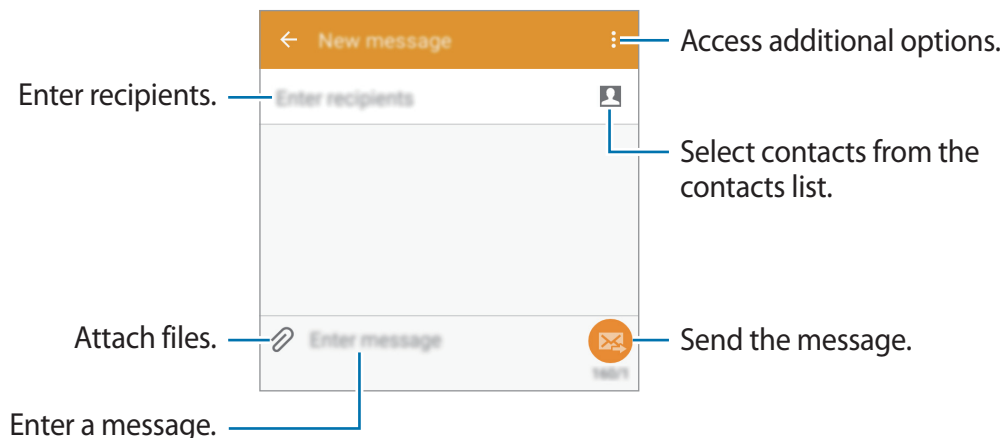 New message
Access additional options.
Enter recipients.
Enter recipients
Select contacts from the
contacts list.
Attach files.
Enter message
Send the message.
160/1
Enter a message.